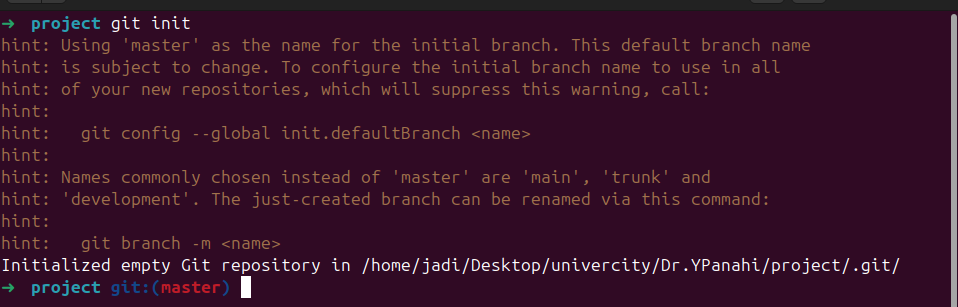 ➜  project git init
hint: Using 'master' as the name for the initial branch. This default branch name
hint: is subject to change. To configure the initial branch name to use in all
hint: of your new repositories, which will suppress this warning, call:
hint:
hint:   git config --global init.defaultBranch <name>
hint:
hint: Names commonly chosen instead of 'master' are 'main', 'trunk' and
hint: 'development'. The just-created branch can be renamed via this command:
hint:
hint:   git branch -m <name>
Initialized empty Git repository in /home/jadi/Desktop/univercity/Dr.YPanahi/project/.git/
➜  project git:(master)